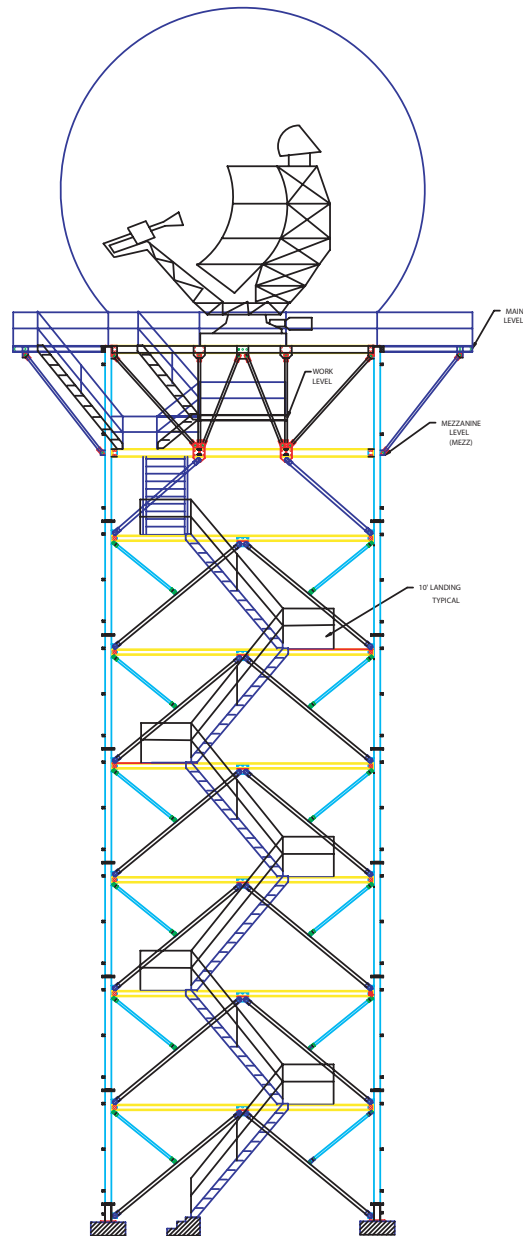 MAIN
LEVEL
WORK
LEVEL
MEZZANINE
LEVEL
(MEZZ)
10' LANDING
TYPICAL